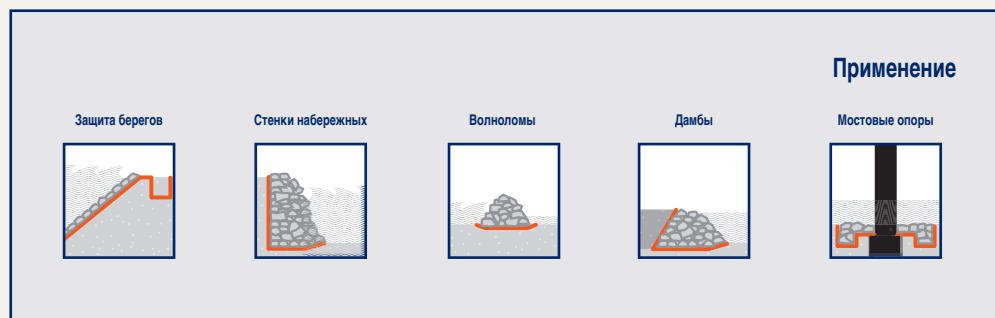 Применение
Защита берегов
Стенки набережных
Волноломы
Дамбы
Мостовые опоры